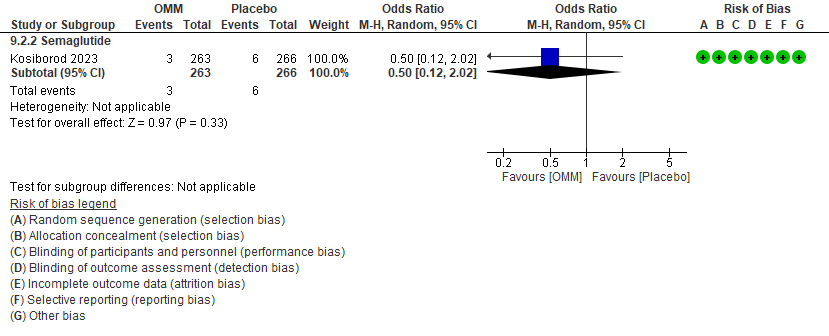 OMM Placebo Odds Ratio Odds Ratio Risk of Bias
Study or Subgroup Events Total Events Total Weight M-H, Random, 95% CI M-H, Random, 95% CI A B C D E F G
9.2.2 Semaglutide
Kosiborod 2023 3 263 6 266 100.0% 0.50 [0.12, 2.02]
Subtotal (95% CI) 263 266 100.0% 0.50 [0.12, 2.02]
Total events 3 6
Heterogeneity: Not applicable
Test for overall effect: Z = 0.97 (P = 0.33)
0.2 0.5 1 2 5
Favours [OMM] Favours [Placebo]
Test for subgroup differences: Not applicable
Risk of bias legend
(A) Random sequence generation (selection bias)
(B) Allocation concealment (selection bias)
(C) Blinding of participants and personnel (performance bias)
(D) Blinding of outcome assessment (detection bias)
(E) Incomplete outcome data (attrition bias)
(F) Selective reporting (reporting bias)
(G) Other bias